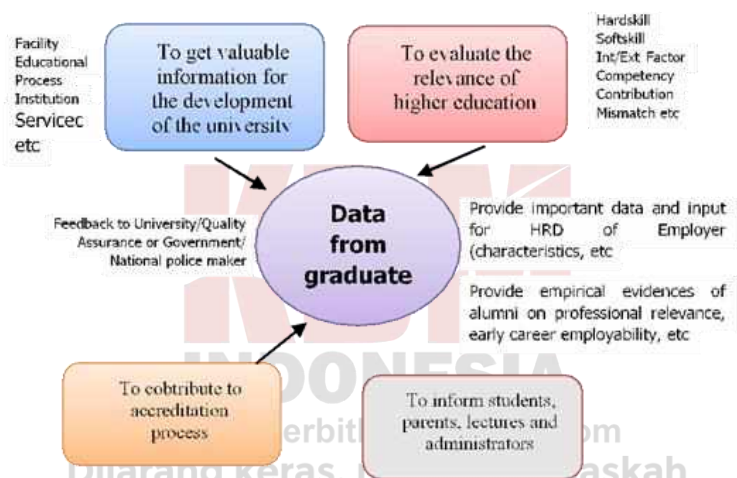 Facility
Educational
Process
Institution
Servicec
etc
To get valuable
information for
the development
of the university
To evaluate the
relevance of
higher education
Hardskill
Softskill
Int/Ext Factor
Competency
Contribution
Mismatch etc
Feedback to University/Quality
Assurance or Government/
National police maker
Data
from
graduate
Provide important data and input
for HRD of Employer
(characteristics, etc
Provide empirical evidences of
alumni on professional relevance,
early career employability, etc
INDONESIA
To cobtribute to
accreditation
process
To inform students,
parents, lectures and
administrators
Dilarang keras